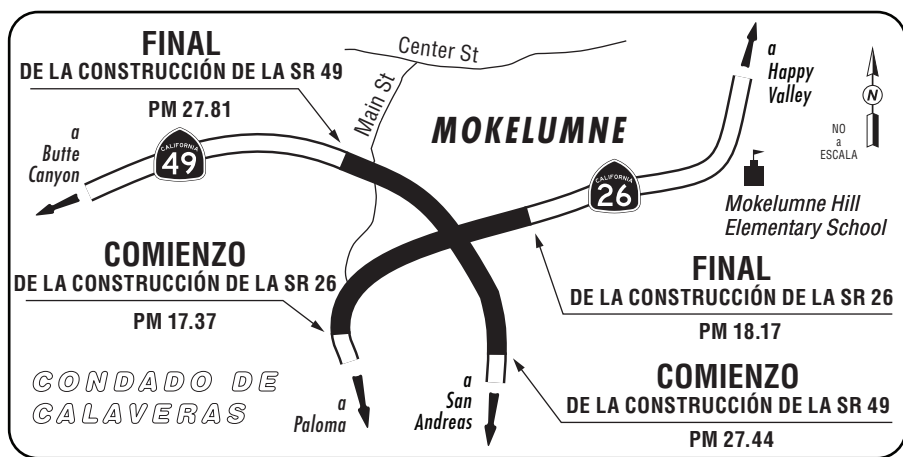 FINAL
DE LA CONSTRUCCIÓN DE LA SR 49
PM 27.81
Center St
Main St
a
Happy
Valley
N
NO
a
ESCALA
MOKELUMNE
a
Butte
Canyon
CALIFORNIA
49
CALIFORNIA
26
Mokelumne Hill
Elementary School
COMIENZO
DE LA CONSTRUCCIÓN DE LA SR 26
PM 17.37
FINAL
DE LA CONSTRUCCIÓN DE LA SR 26
PM 18.17
CONDADO DE
CALAVERAS
a
Paloma
a
San
Andreas
COMIENZO
DE LA CONSTRUCCIÓN DE LA SR 49
PM 27.44